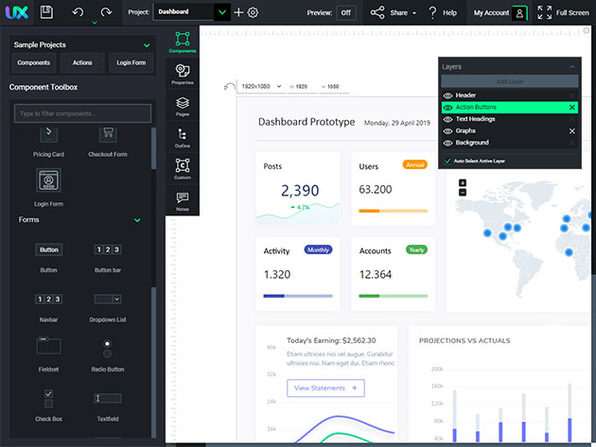 UX
Project: Dashboard
Preview: Off
Share
? Help
My Account
Full Screen
Sample Projects
Components
Actions
Login Form
Component Toolbox
Type to filter components...
Pricing Card
Checkout Form
Login Form
Forms
Button
Button
1 2 3
Button bar
1 2 3
Navbar
Dropdown List
Fieldset
Radio Button
Check Box
Textfield
Components
Properties
Pages
Outline
Custom
Notes
1920x1080
W 1920
H 1080
Layers
Add Layer
Header
Action Buttons
Text Headings
Graphs
Background
Auto Select Active Layer
Dashboard Prototype
Monday, 29 April 2019
Posts
2,390
4.7%
Users
Annual
63.200
Activity
Monthly
1.320
Accounts
Yearly
12.364
+
-
Today's Earning: $2,562.30
Etiam ultricies nisi vel augue. Curabitur
ultricies nisi nisi. Etiam rhonc
View Statements
40k
32k
24k
16k
PROJECTIONS VS ACTUALS
200k
160k
120k
80k
40k